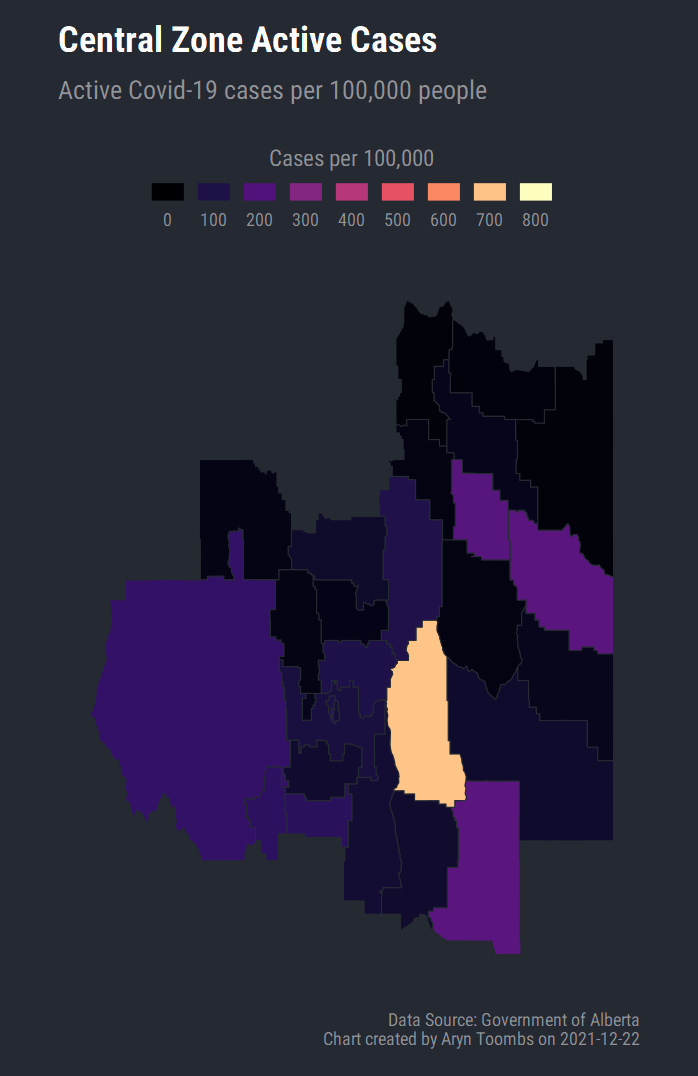 Central Zone Active Cases
Active Covid-19 cases per 100,000 people
Cases per 100,000
0 100 200 300 400 500 600 700 800
Data Source: Government of Alberta
Chart created by Aryn Toombs on 2021-12-22